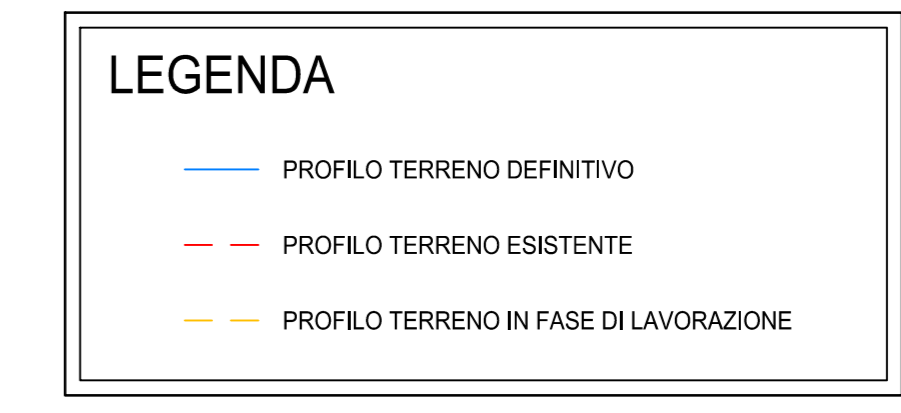 LEGENDA
PROFILO TERRENO DEFINITIVO
PROFILO TERRENO ESISTENTE
PROFILO TERRENO IN FASE DI LAVORAZIONE